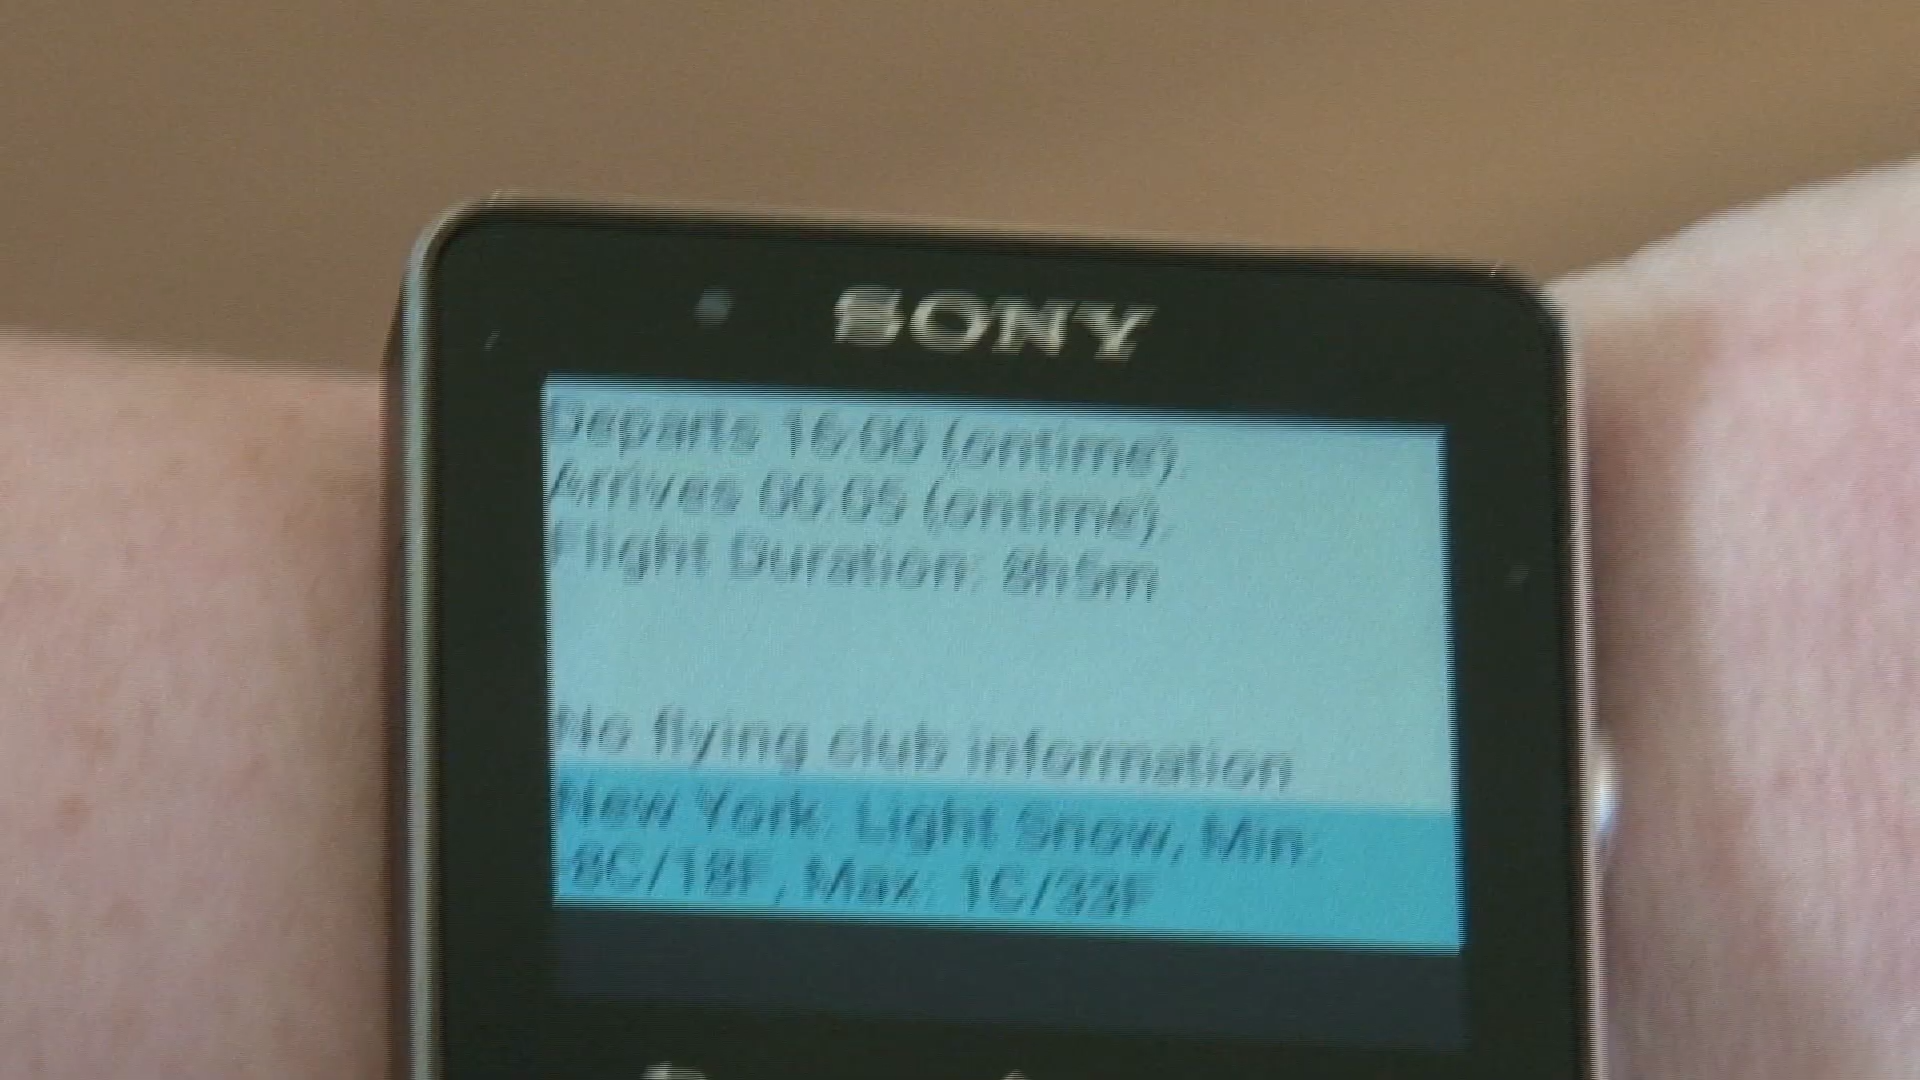 SONY
Departs 16:00 (ontime).
Arrives 00:05 (ontime).
Flight Duration: 8h5m
No flying club information
New York: Light Snow, Min:
-8C/18F, Max: 1C/33F